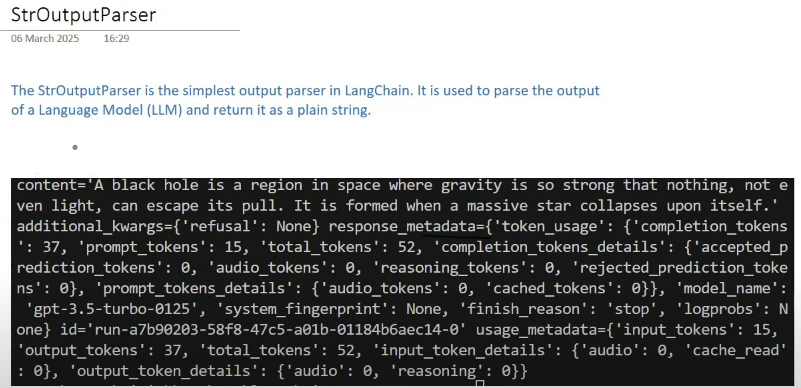 StrOutputParser
06 March 2025 16:29
The StrOutputParser is the simplest output parser in LangChain. It is used to parse the output
of a Language Model (LLM) and return it as a plain string.
content='A black hole is a region in space where gravity is so strong that nothing, not e
ven light, can escape its pull. It is formed when a massive star collapses upon itself.'
additional_kwargs={'refusal': None} response_metadata={'token_usage': {'completion_tokens
': 37, 'prompt_tokens': 15, 'total_tokens': 52, 'completion_tokens_details': {'accepted_p
rediction_tokens': 0, 'audio_tokens': 0, 'reasoning_tokens': 0, 'rejected_prediction_toke
ns': 0}, 'prompt_tokens_details': {'audio_tokens': 0, 'cached_tokens': 0}}, 'model_name':
'gpt-3.5-turbo-0125', 'system_fingerprint': None, 'finish_reason': 'stop', 'logprobs': N
one} id='run-a7b90203-58f8-47c5-a01b-01184b6aec14-0' usage_metadata={'input_tokens': 15,
'output_tokens': 37, 'total_tokens': 52, 'input_token_details': {'audio': 0, 'cache_read'
: 0}, 'output_token_details': {'audio': 0, 'reasoning': 0}}